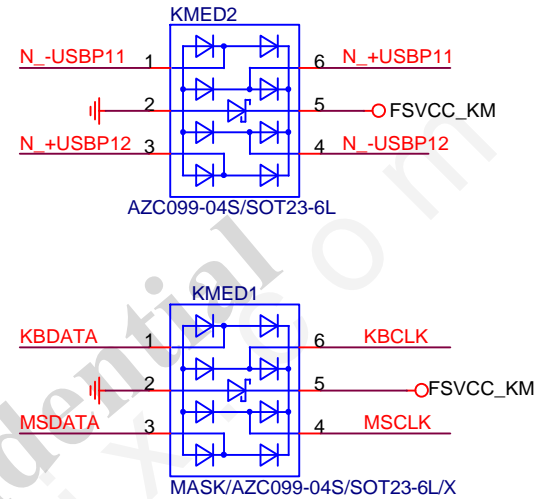 KMED2
N_-USBP11 1 6 N_+USBP11
2 5 FSVCC_KM
N_+USBP12 3 4 N_-USBP12
AZC099-04S/SOT23-6L
KMED1
KBDATA 1 6 KBCLK
2 5 FSVCC_KM
MSDATA 3 4 MSCLK
MASK/AZC099-04S/SOT23-6L/X